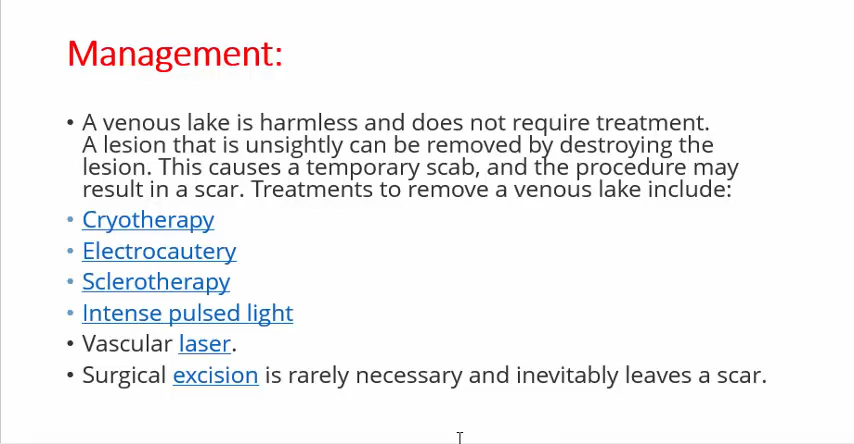 Management:
• A venous lake is harmless and does not require treatment.
A lesion that is unsightly can be removed by destroying the
lesion. This causes a temporary scab, and the procedure may
result in a scar. Treatments to remove a venous lake include:
• Cryotherapy
• Electrocautery
• Sclerotherapy
• Intense pulsed light
• Vascular laser.
• Surgical excision is rarely necessary and inevitably leaves a scar.